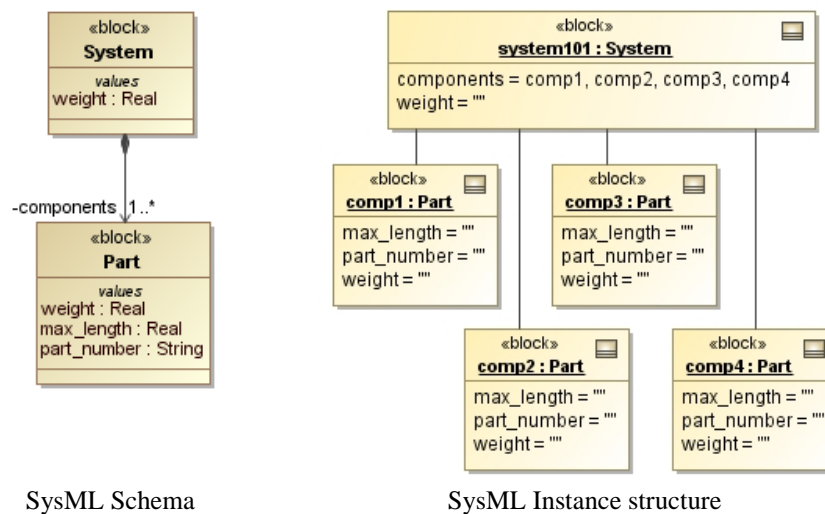 «block»
System
values
weight : Real
-components
1..*
«block»
Part
values
weight : Real
max_length : Real
part_number : String
«block»
system101 : System
components = comp1, comp2, comp3, comp4
weight = ""
«block»
comp1 : Part
max_length = ""
part_number = ""
weight = ""
«block»
comp3 : Part
max_length = ""
part_number = ""
weight = ""
«block»
comp2 : Part
max_length = ""
part_number = ""
weight = ""
«block»
comp4 : Part
max_length = ""
part_number = ""
weight = ""
SysML Schema
SysML Instance structure